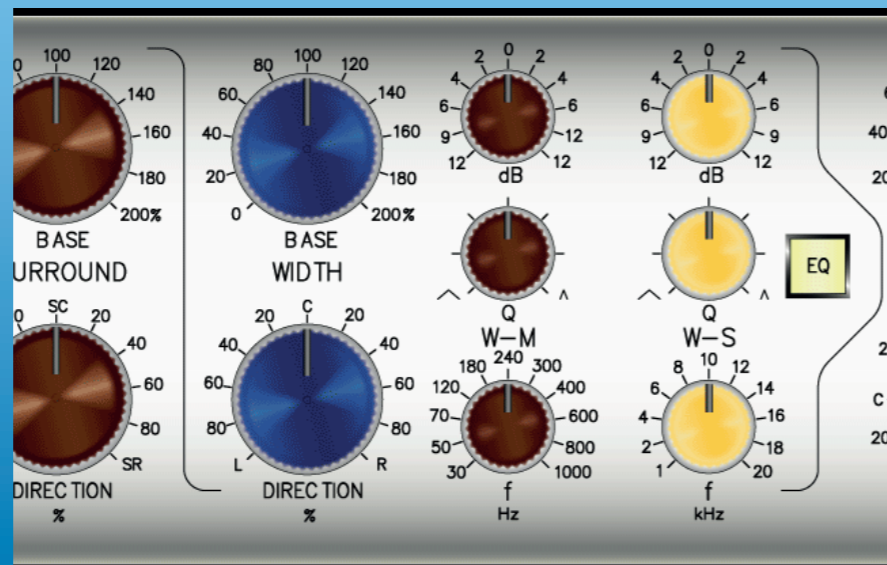 0 100 120
140
160
180
200%
BASE
URROUND
0 SC 20
40
60
80
SR
DIRECTION
%
0 20 40 60 80 100 120 140 160 180 200%
BASE
WIDTH
L 80 60 40 20 C 20 40 60 80 R
DIRECTION
%
12 9 6 4 2 0 2 4 6 12 12
dB
Q
W-M
30 50 70 120 180 240 300 400 600 800 1000
f
Hz
12 9 6 4 2 0 2 4 6 9 12
dB
Q
W-S
1 2 4 6 8 10 12 14 16 18 20
f
kHz
EQ
40
20
2
C
20